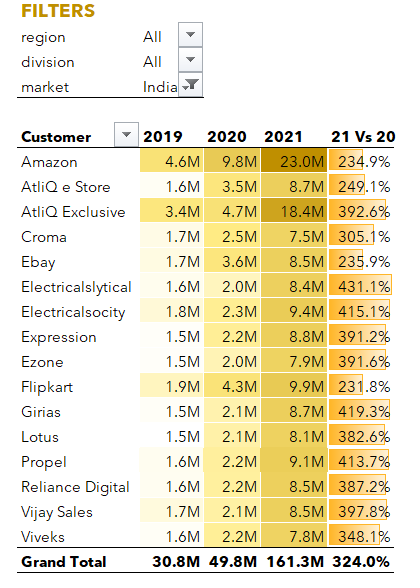 FILTERS
region All
division All
market India
Customer 2019 2020 2021 21 Vs 20
Amazon 4.6M 9.8M 23.0M 234.9%
AtliQ e Store 1.6M 3.5M 8.7M 249.1%
AtliQ Exclusive 3.4M 4.7M 18.4M 392.6%
Croma 1.7M 2.5M 7.5M 305.1%
Ebay 1.7M 3.6M 8.5M 235.9%
Electricalslytical 1.6M 2.0M 8.4M 431.1%
Electricalsocity 1.8M 2.3M 9.4M 415.1%
Expression 1.5M 2.2M 8.8M 391.2%
Ezone 1.5M 2.0M 7.9M 391.6%
Flipkart 1.9M 4.3M 9.9M 231.8%
Girias 1.5M 2.1M 8.7M 419.3%
Lotus 1.5M 2.1M 8.1M 382.6%
Propel 1.6M 2.2M 9.1M 413.7%
Reliance Digital 1.6M 2.2M 8.5M 387.2%
Vijay Sales 1.7M 2.1M 8.5M 397.8%
Viveks 1.6M 2.2M 7.8M 348.1%
Grand Total 30.8M 49.8M 161.3M 324.0%